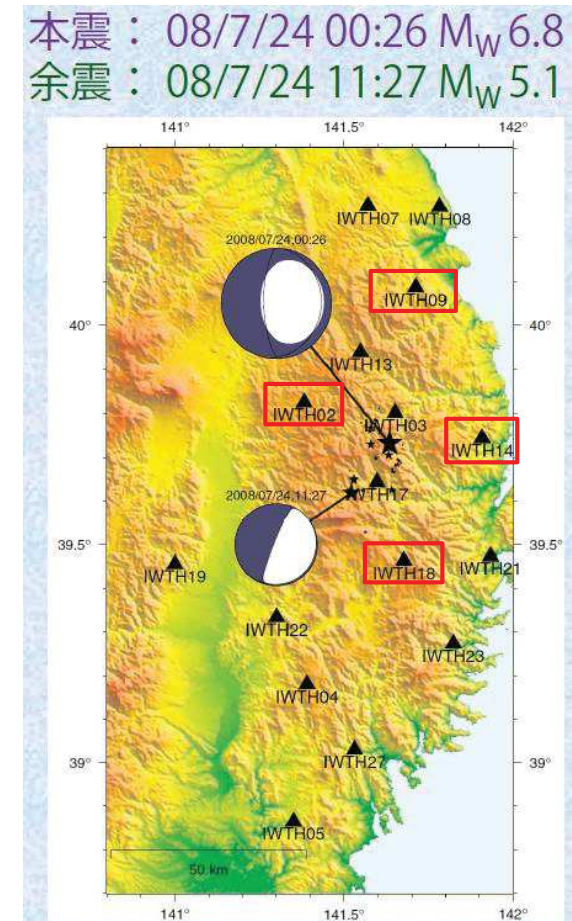 本震： 08/7/24 00:26 MW 6.8
余震： 08/7/24 11:27 MW 5.1
141° 141.5° 142°
IWTH07 IWTH08
2008/07/24,00:26
IWTH09
40° 40°
IWTH13
IWTH02
IWTH03
IWTH14
2008/07/24,11:27
IWTH17
39.5° 39.5°
IWTH19
IWTH18
IWTH21
IWTH22
IWTH23
IWTH04
39° 39°
IWTH27
IWTH05
50 km
141° 141.5° 142°